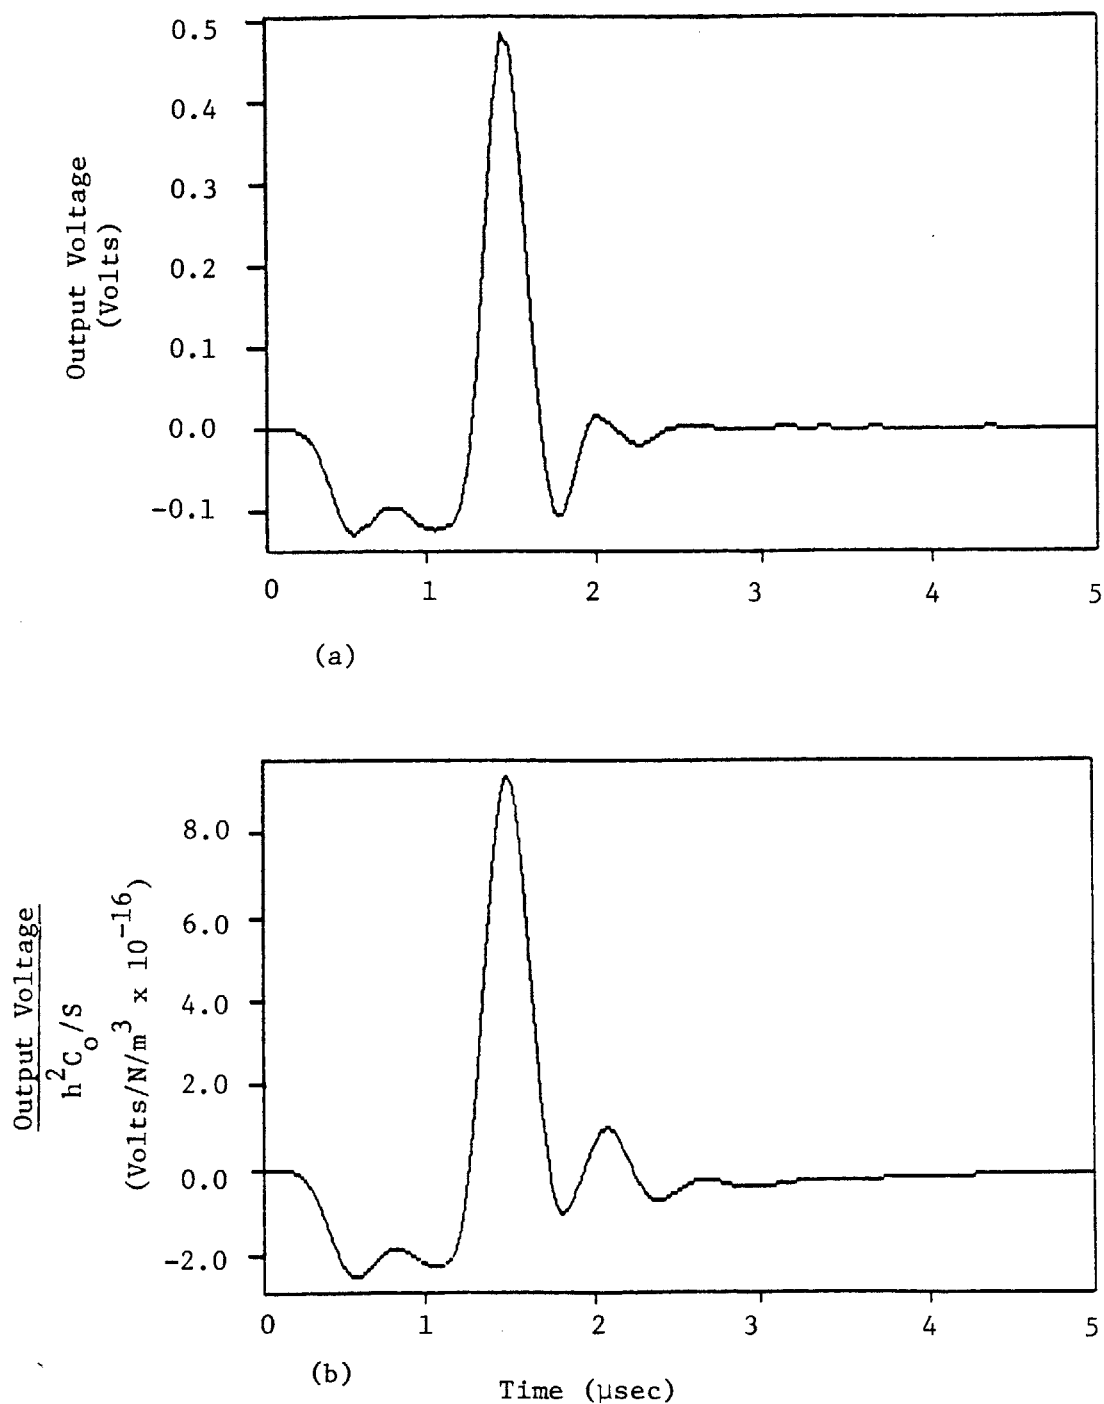 Output Voltage
(Volts)
0.5
0.4
0.3
0.2
0.1
0.0
-0.1
0 1 2 3 4 5
(a)
Output Voltage
h²Cₒ/S
(Volts/N/m³ x 10⁻¹⁶)
8.0
6.0
4.0
2.0
0.0
-2.0
0 1 2 3 4 5
(b)
Time (μsec)